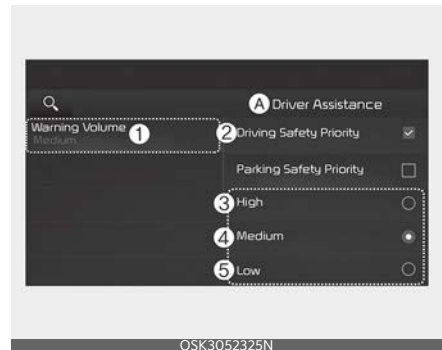 A Driver Assistance
Warning Volume 1
Medium
2 Driving Safety Priority
Parking Safety Priority
3 High
4 Medium
5 Low
OSK3052325N